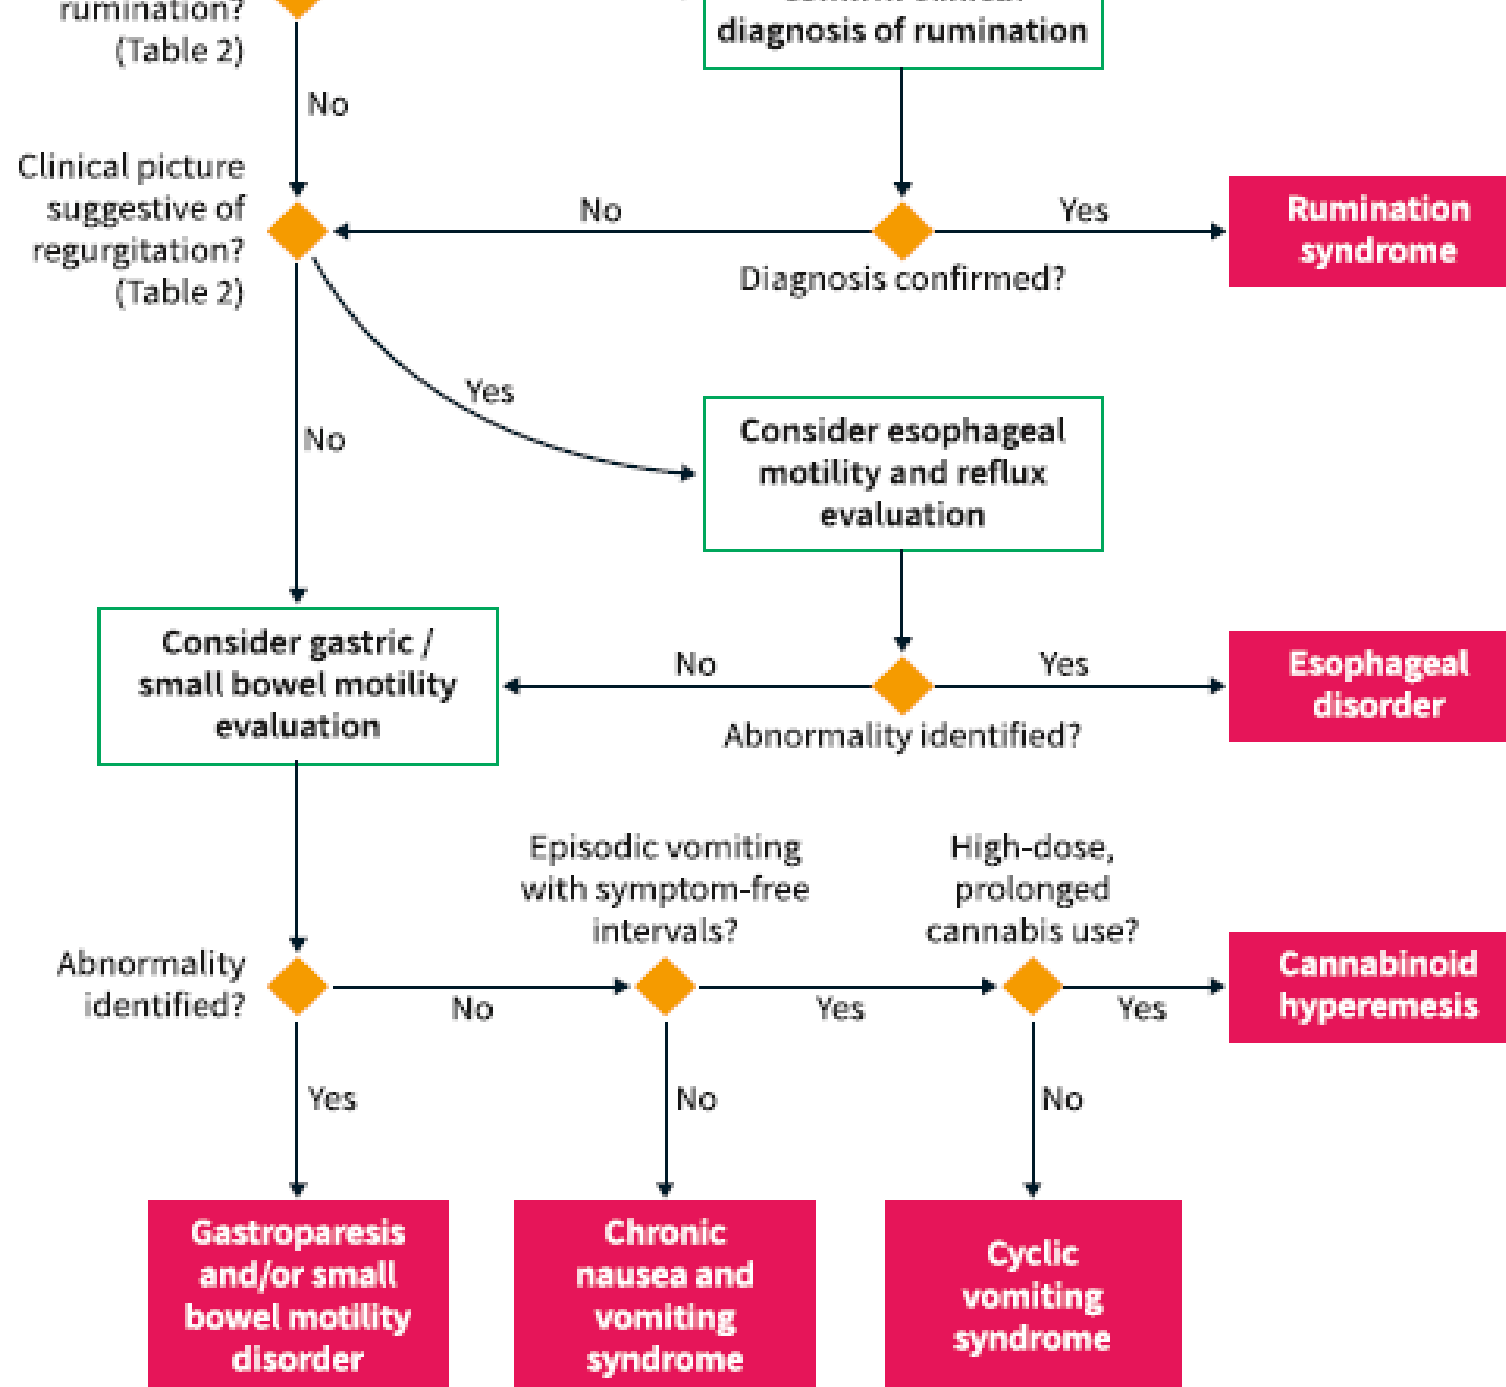 rumination?
(Table 2)
diagnosis of rumination
No
Clinical picture
suggestive of
regurgitation?
(Table 2)
No
Yes
Diagnosis confirmed?
Rumination
syndrome
Yes
No
Consider esophageal
motility and reflux
evaluation
Consider gastric /
small bowel motility
evaluation
No
Yes
Abnormality identified?
Esophageal
disorder
Episodic vomiting
with symptom-free
intervals?
High-dose,
prolonged
cannabis use?
Abnormality
identified?
No
Yes
Yes
Cannabinoid
hyperemesis
Yes
No
No
Gastroparesis
and/or small
bowel motility
disorder
Chronic
nausea and
vomiting
syndrome
Cyclic
vomiting
syndrome